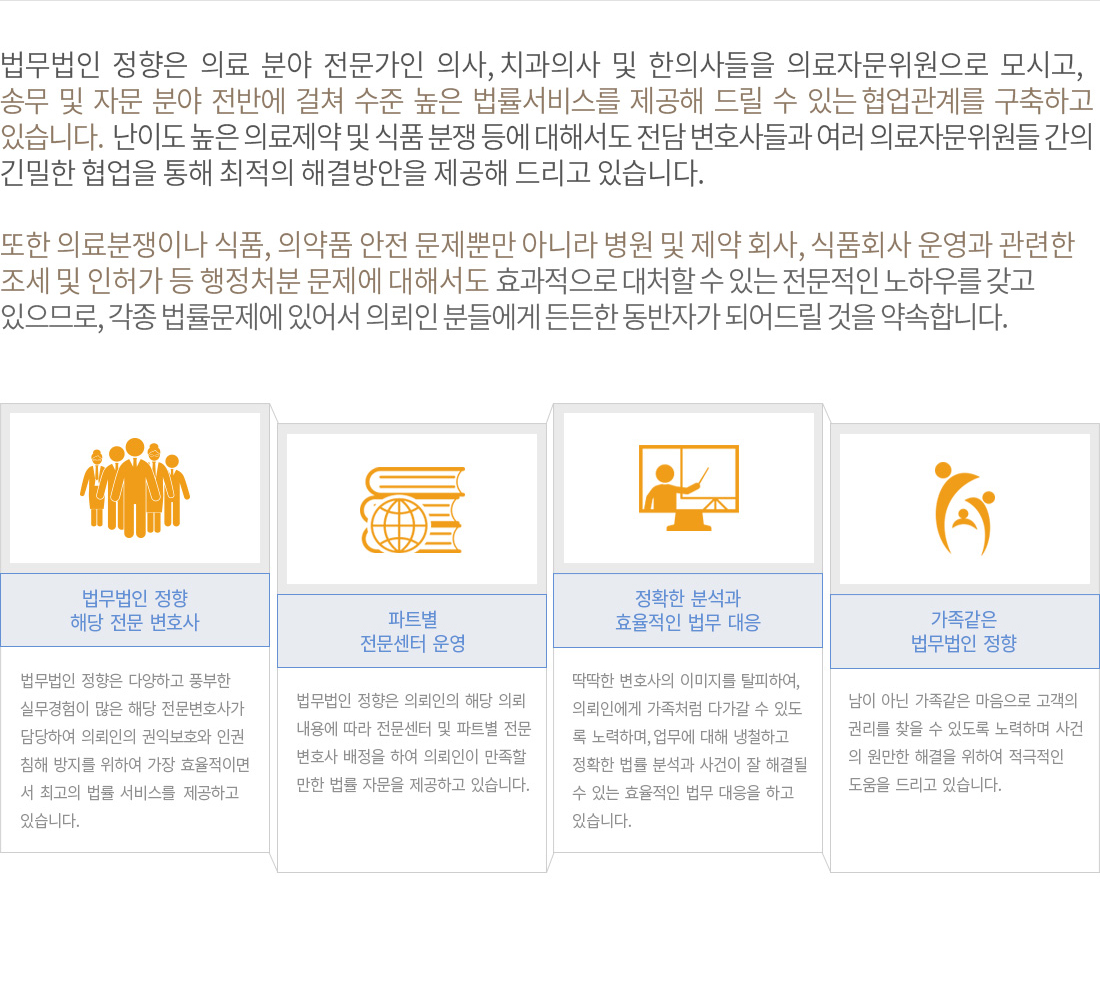 법무법인 정향은 의료 분야 전문가인 의사, 치과의사 및 한의사들을 의료자문위원으로 모시고,
송무 및 자문 분야 전반에 걸쳐 수준 높은 법률서비스를 제공해 드릴 수 있는 협업관계를 구축하고
있습니다. 난이도 높은 의료제약 및 식품 분쟁 등에 대해서도 전담 변호사들과 여러 의료자문위원들 간의
긴밀한 협업을 통해 최적의 해결방안을 제공해 드리고 있습니다.
또한 의료분쟁이나 식품, 의약품 안전 문제뿐만 아니라 병원 및 제약 회사, 식품회사 운영과 관련한
조세 및 인허가 등 행정처분 문제에 대해서도 효과적으로 대처할 수 있는 전문적인 노하우를 갖고
있으므로, 각종 법률문제에 있어서 의뢰인 분들에게 든든한 동반자가 되어드릴 것을 약속합니다.
법무법인 정향
해당 전문 변호사
법무법인 정향은 다양하고 풍부한
실무경험이 많은 해당 전문변호사가
담당하여 의뢰인의 권익보호와 인권
침해 방지를 위하여 가장 효율적이면
서 최고의 법률 서비스를 제공하고
있습니다.
파트별
전문센터 운영
법무법인 정향은 의뢰인의 해당 의뢰
내용에 따라 전문센터 및 파트별 전문
변호사 배정을 하여 의뢰인이 만족할
만한 법률 자문을 제공하고 있습니다.
정확한 분석과
효율적인 법무 대응
딱딱한 변호사의 이미지를 탈피하여,
의뢰인에게 가족처럼 다가갈 수 있도
록 노력하며, 업무에 대해 냉철하고
정확한 법률 분석과 사건이 잘 해결될
수 있는 효율적인 법무 대응을 하고
있습니다.
가족같은
법무법인 정향
남이 아닌 가족같은 마음으로 고객의
권리를 찾을 수 있도록 노력하며 사건
의 원만한 해결을 위하여 적극적인
도움을 드리고 있습니다.